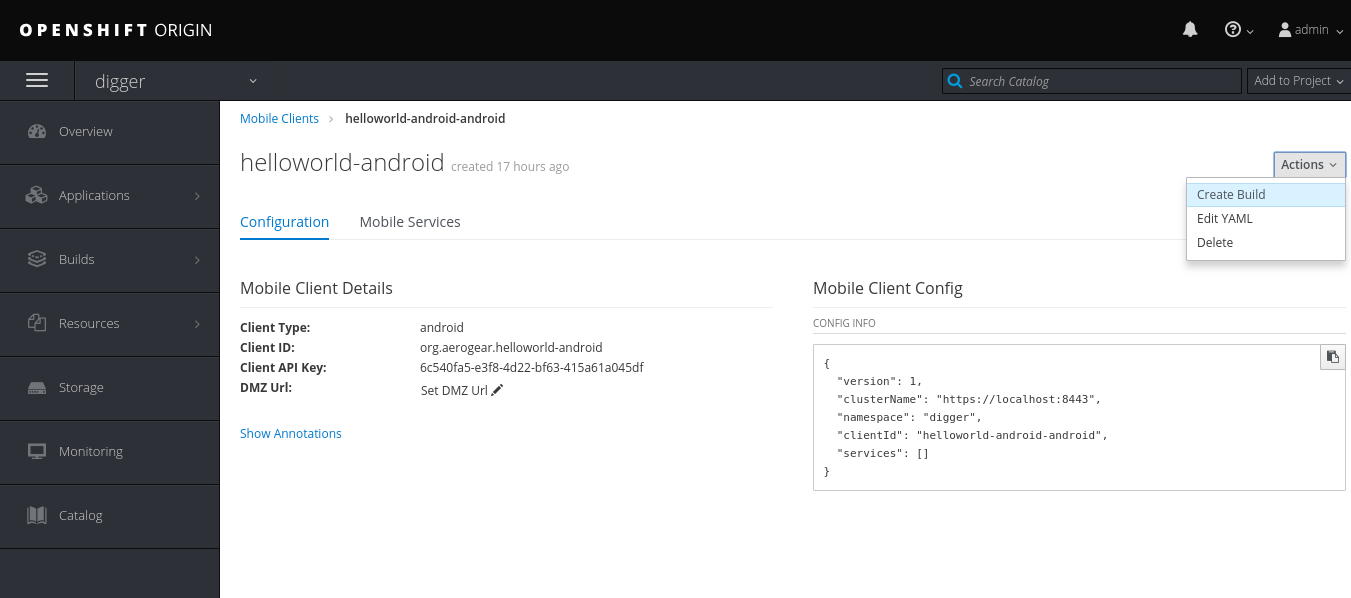 OPENSHIFT ORIGIN
admin
digger
Search Catalog
Add to Project
Overview
Applications
Builds
Resources
Storage
Monitoring
Catalog
Mobile Clients > helloworld-android-android
helloworld-android created 17 hours ago
Actions
Create Build
Edit YAML
Delete
Configuration
Mobile Services
Mobile Client Details
Client Type: android
Client ID: org.aerogear.helloworld-android
Client API Key: 6c540fa5-e3f8-4d22-bf63-415a61a045df
DMZ Url: Set DMZ Url
Show Annotations
Mobile Client Config
CONFIG INFO
{
"version": 1,
"clusterName": "https://localhost:8443",
"namespace": "digger",
"clientId": "helloworld-android-android",
"services": []
}